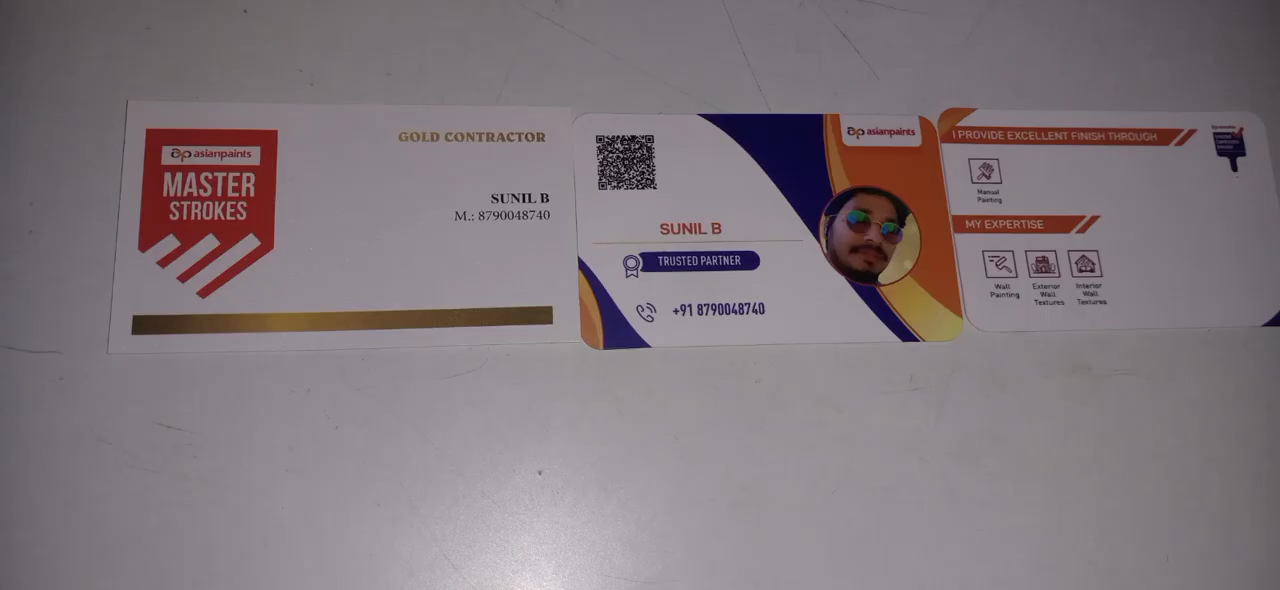 asianpaints
MASTER
STROKES
GOLD CONTRACTOR
SUNIL B
M.: 8790048740
asianpaints
SUNIL B
TRUSTED PARTNER
+91 8790048740
I PROVIDE EXCELLENT FINISH THROUGH
Manual
Painting
MY EXPERTISE
Wall
Painting
Exterior
Wall
Textures
Interior
Wall
Textures